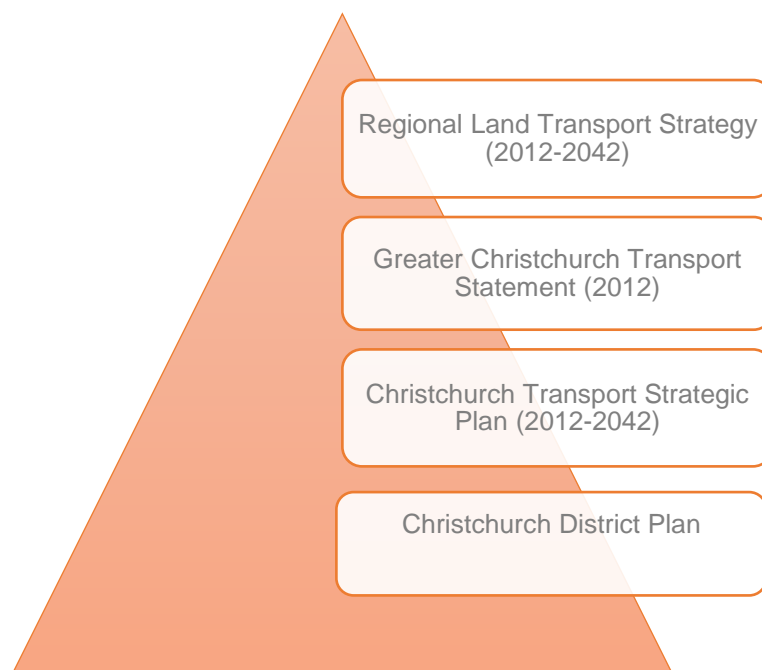 Regional Land Transport Strategy
(2012-2042)
Greater Christchurch Transport
Statement (2012)
Christchurch Transport Strategic
Plan (2012-2042)
Christchurch District Plan